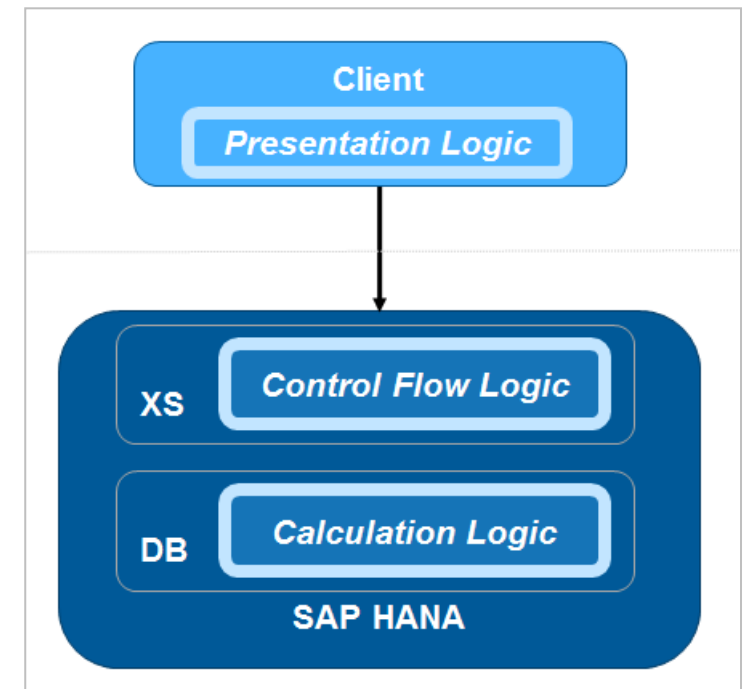 Client
Presentation Logic
Control Flow Logic
XS
Calculation Logic
DB
SAP HANA